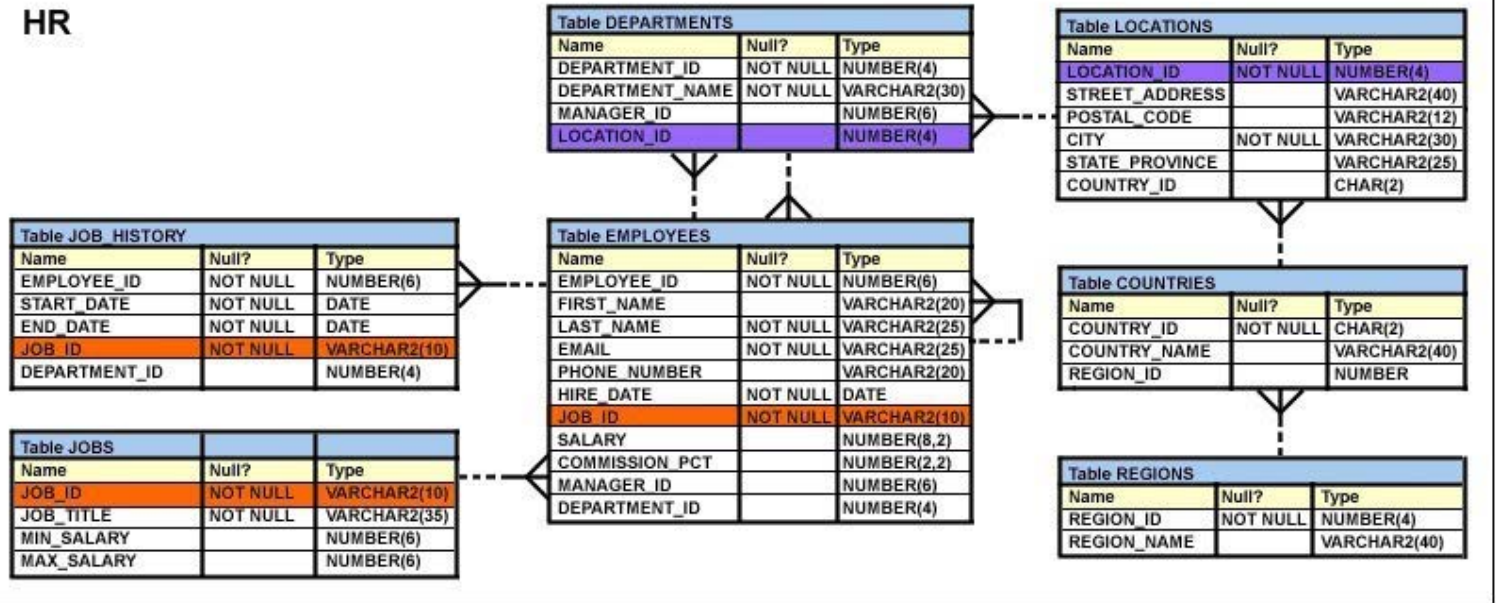 HR
Table DEPARTMENTS
Name Null? Type
DEPARTMENT_ID NOT NULL NUMBER(4)
DEPARTMENT_NAME NOT NULL VARCHAR2(30)
MANAGER_ID NUMBER(6)
LOCATION_ID NUMBER(4)
Table LOCATIONS
Name Null? Type
LOCATION_ID NOT NULL NUMBER(4)
STREET_ADDRESS VARCHAR2(40)
POSTAL_CODE VARCHAR2(12)
CITY NOT NULL VARCHAR2(30)
STATE_PROVINCE VARCHAR2(25)
COUNTRY_ID CHAR(2)
Table JOB_HISTORY
Name Null? Type
EMPLOYEE_ID NOT NULL NUMBER(6)
START_DATE NOT NULL DATE
END_DATE NOT NULL DATE
JOB_ID NOT NULL VARCHAR2(10)
DEPARTMENT_ID NUMBER(4)
Table EMPLOYEES
Name Null? Type
EMPLOYEE_ID NOT NULL NUMBER(6)
FIRST_NAME VARCHAR2(20)
LAST_NAME NOT NULL VARCHAR2(25)
EMAIL NOT NULL VARCHAR2(25)
PHONE_NUMBER VARCHAR2(20)
HIRE_DATE NOT NULL DATE
JOB_ID NOT NULL VARCHAR2(10)
SALARY NUMBER(8,2)
COMMISSION_PCT NUMBER(2,2)
MANAGER_ID NUMBER(6)
DEPARTMENT_ID NUMBER(4)
Table COUNTRIES
Name Null? Type
COUNTRY_ID NOT NULL CHAR(2)
COUNTRY_NAME VARCHAR2(40)
REGION_ID NUMBER
Table JOBS
Name Null? Type
JOB_ID NOT NULL VARCHAR2(10)
JOB_TITLE NOT NULL VARCHAR2(35)
MIN_SALARY NUMBER(6)
MAX_SALARY NUMBER(6)
Table REGIONS
Name Null? Type
REGION_ID NOT NULL NUMBER(4)
REGION_NAME VARCHAR2(40)